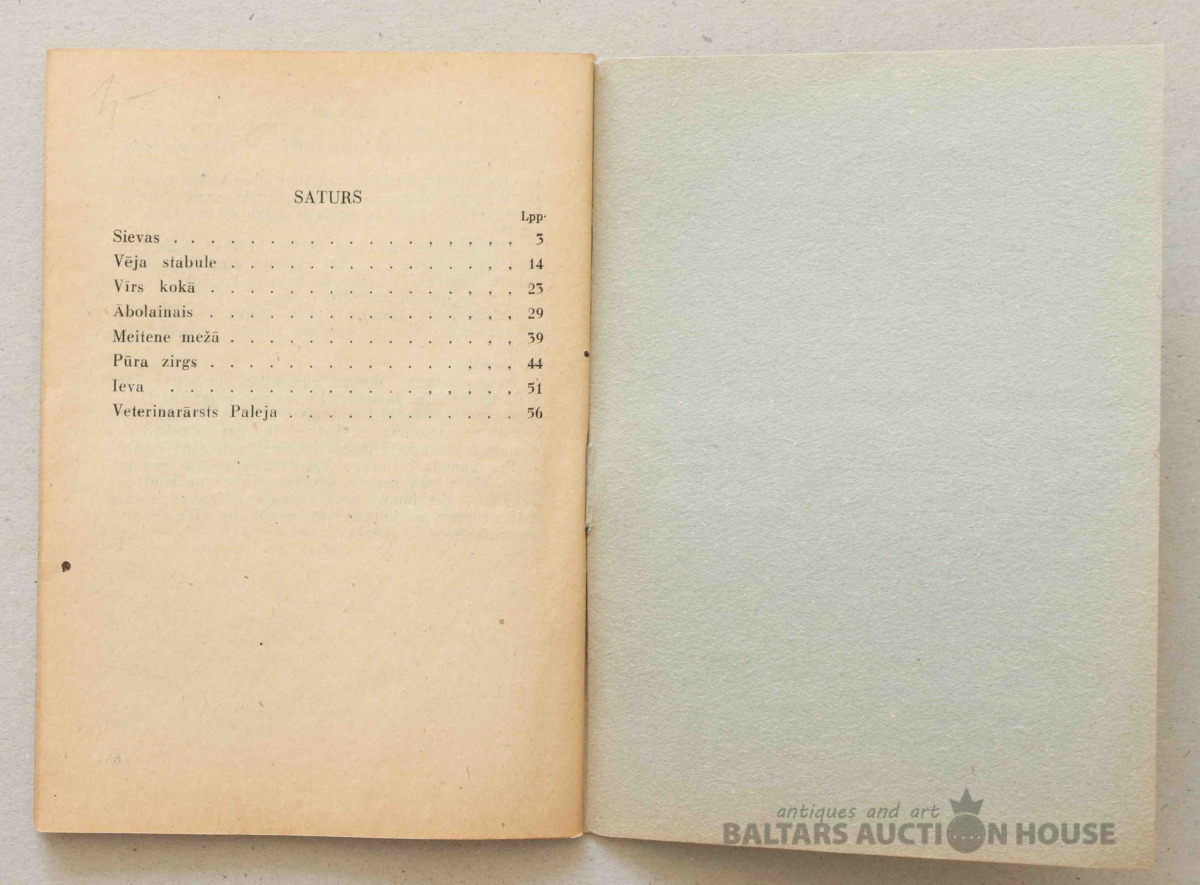 SATURS
Lpp.
Sievas . . . . . . . . . . . . . . . . , , , 3
Vēja stabule . . . . . . . . . . . . . , , 14
Vīrs kokā . . . . . . . . . . . . . . , , 23
Ābolainais . . . . . . . . . . . . . , , , 29
Meitene mežā . . . . . . . . . . . . . . , 39
Pūra zirgs . . . . . . . . . . . . . , , , 44
Ieva . . . . . . . . . . . . , , , , , , 51
Veterinarārsts Paleja . . . . . . . . . . . . 56
antiques and art
BALTARS AUCTION HOUSE